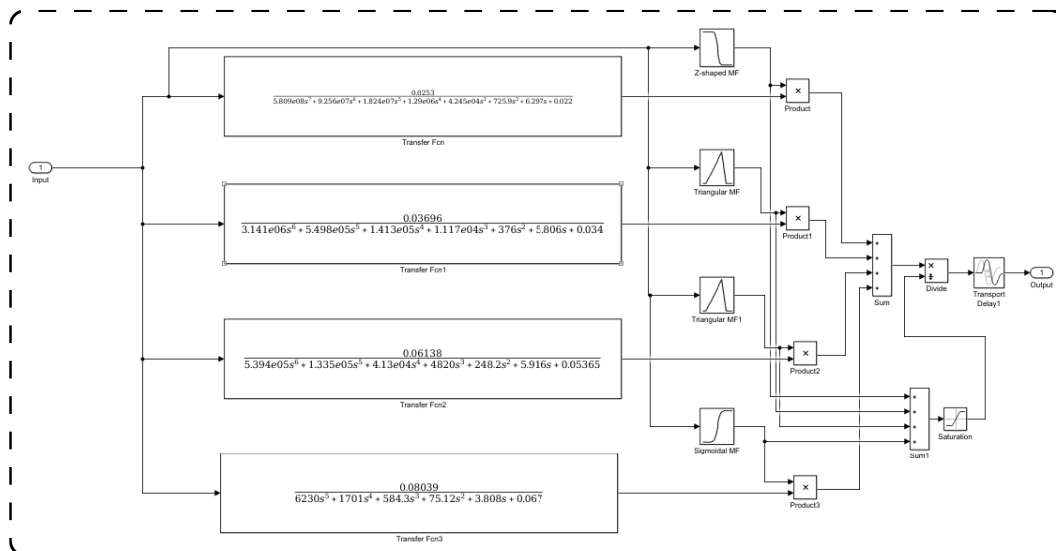 Z-shaped MF
0.0253
5.809e08s⁷ + 9.256e07s⁶ + 1.824e07s⁵ + 1.29e06s⁴ + 4.245e04s³ + 725.9s² + 6.297s + 0.022
Transfer Fcn
×
Product
1
Input
Triangular MF
0.03696
3.141e06s⁶ + 5.498e05s⁵ + 1.413e05s⁴ + 1.117e04s³ + 376s² + 5.806s + 0.034
Transfer Fcn1
×
Product1
+
+
+
+
Sum
×
÷
Divide
Transport
Delay1
1
Output
Triangular MF1
0.06138
5.394e05s⁶ + 1.335e05s⁵ + 4.13e04s⁴ + 4820s³ + 248.2s² + 5.916s + 0.05365
Transfer Fcn2
×
Product2
Sigmoidal MF
+
+
+
+
Sum1
Saturation
0.08039
6230s⁵ + 1701s⁴ + 584.3s³ + 75.12s² + 3.808s + 0.067
Transfer Fcn3
×
Product3